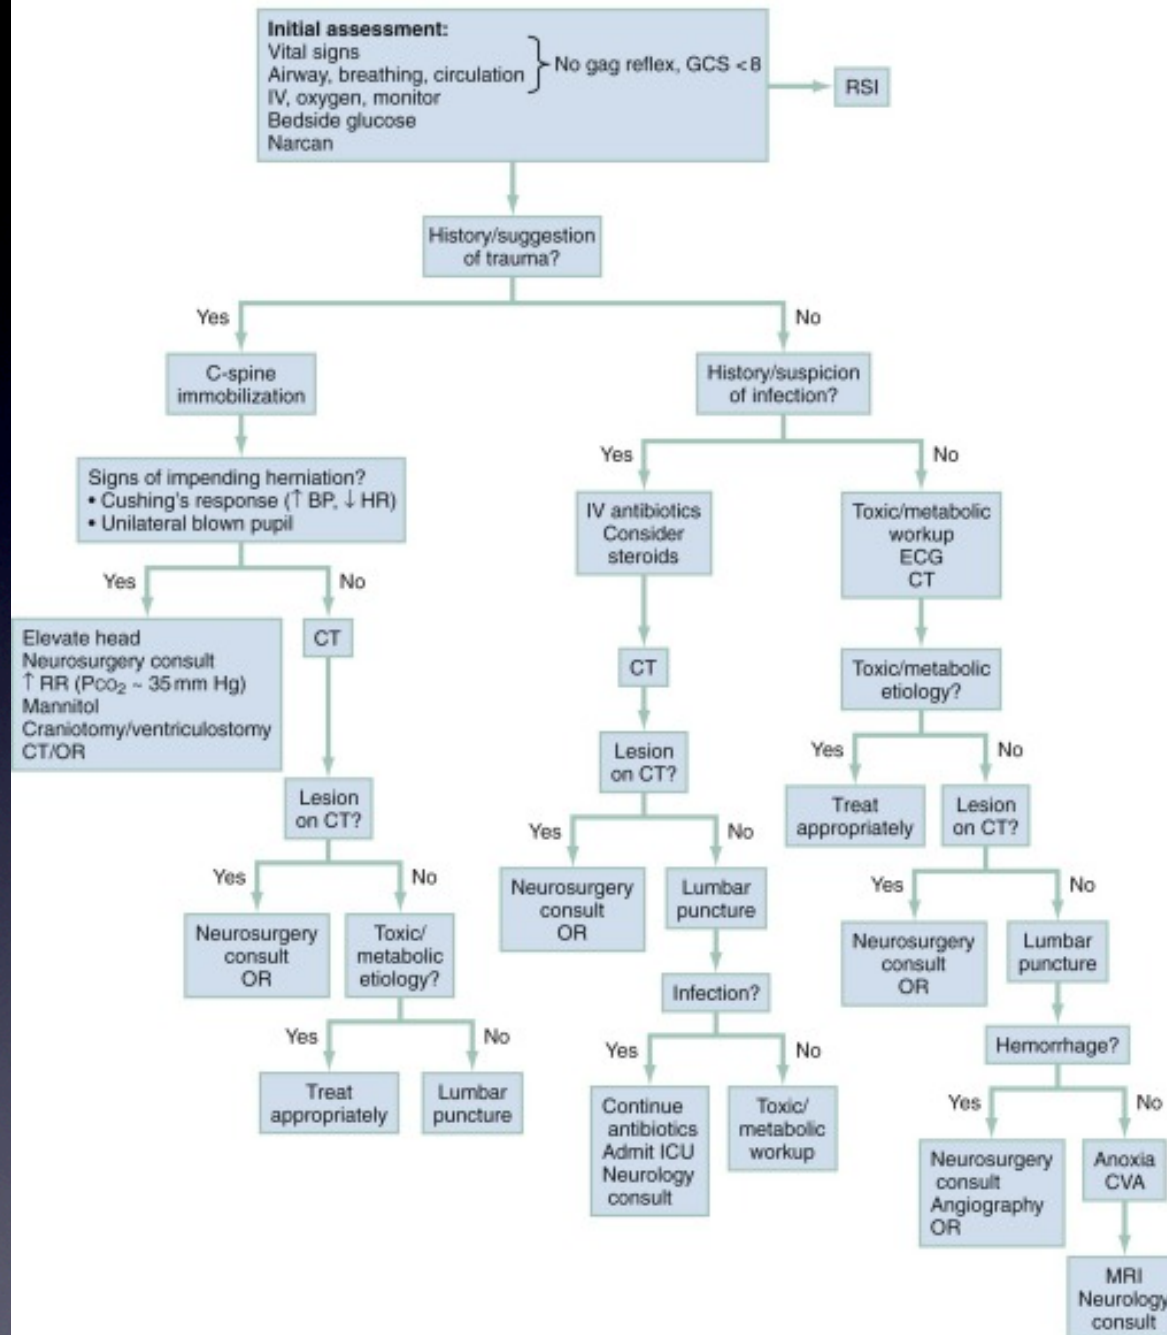 Initial assessment:
Vital signs
Airway, breathing, circulation
No gag reflex, GCS <8
IV, oxygen, monitor
Bedside glucose
Narcan
RSI
History/suggestion
of trauma?
Yes
No
C-spine
immobilization
History/suspicion
of infection?
Signs of impending herniation?
• Cushing's response (↑ BP, ↓ HR)
• Unilateral blown pupil
Yes
No
Elevate head
Neurosurgery consult
↑ RR (PCO₂ ~ 35 mm Hg)
Mannitol
Craniotomy/ventriculostomy
CT/OR
CT
Lesion
on CT?
Yes
No
Neurosurgery
consult
OR
Toxic/
metabolic
etiology?
Yes
No
Treat
appropriately
Lumbar
puncture
Yes
No
IV antibiotics
Consider
steroids
CT
Lesion
on CT?
Yes
No
Neurosurgery
consult
OR
Lumbar
puncture
Infection?
Yes
No
Continue
antibiotics
Admit ICU
Neurology
consult
Toxic/
metabolic
workup
Toxic/metabolic
workup
ECG
CT
Toxic/metabolic
etiology?
Yes
No
Treat
appropriately
Lesion
on CT?
Yes
No
Neurosurgery
consult
OR
Lumbar
puncture
Hemorrhage?
Yes
No
Neurosurgery
consult
Angiography
OR
Anoxia
CVA
MRI
Neurology
consult